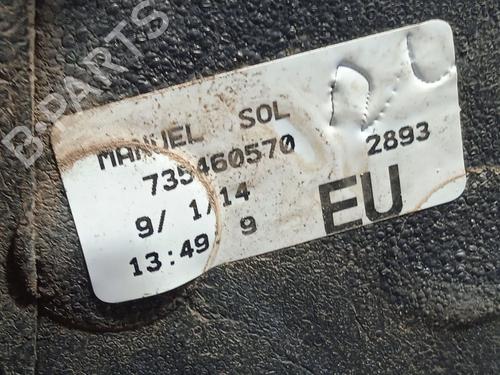 B-PARTS
MANUEL SOL
735460570 2893
9/ 1/14
13:49 9 EU